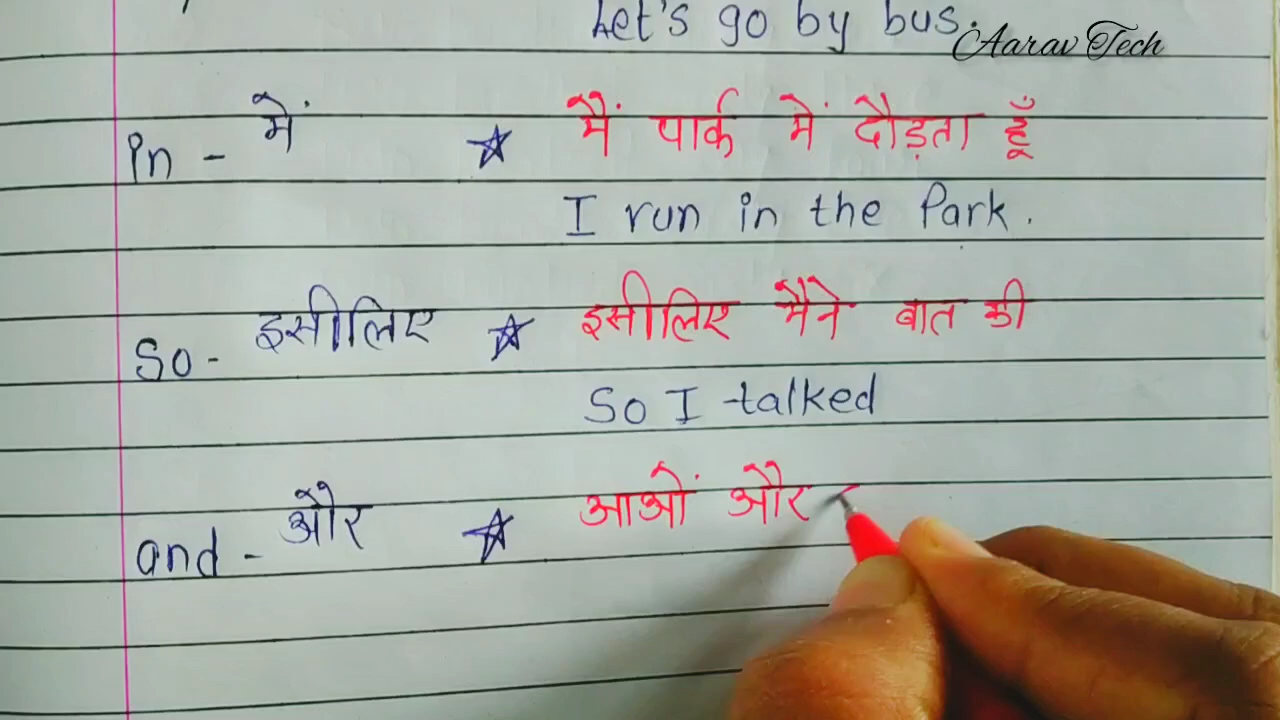 Let's go by bus.
Aarav Tech
in - में ☆ मैं पार्क में दौड़ता हूँ
I run in the Park.
So - इसीलिए ☆ इसीलिए मैने बात की
So I talked
and - और ☆ आओं और